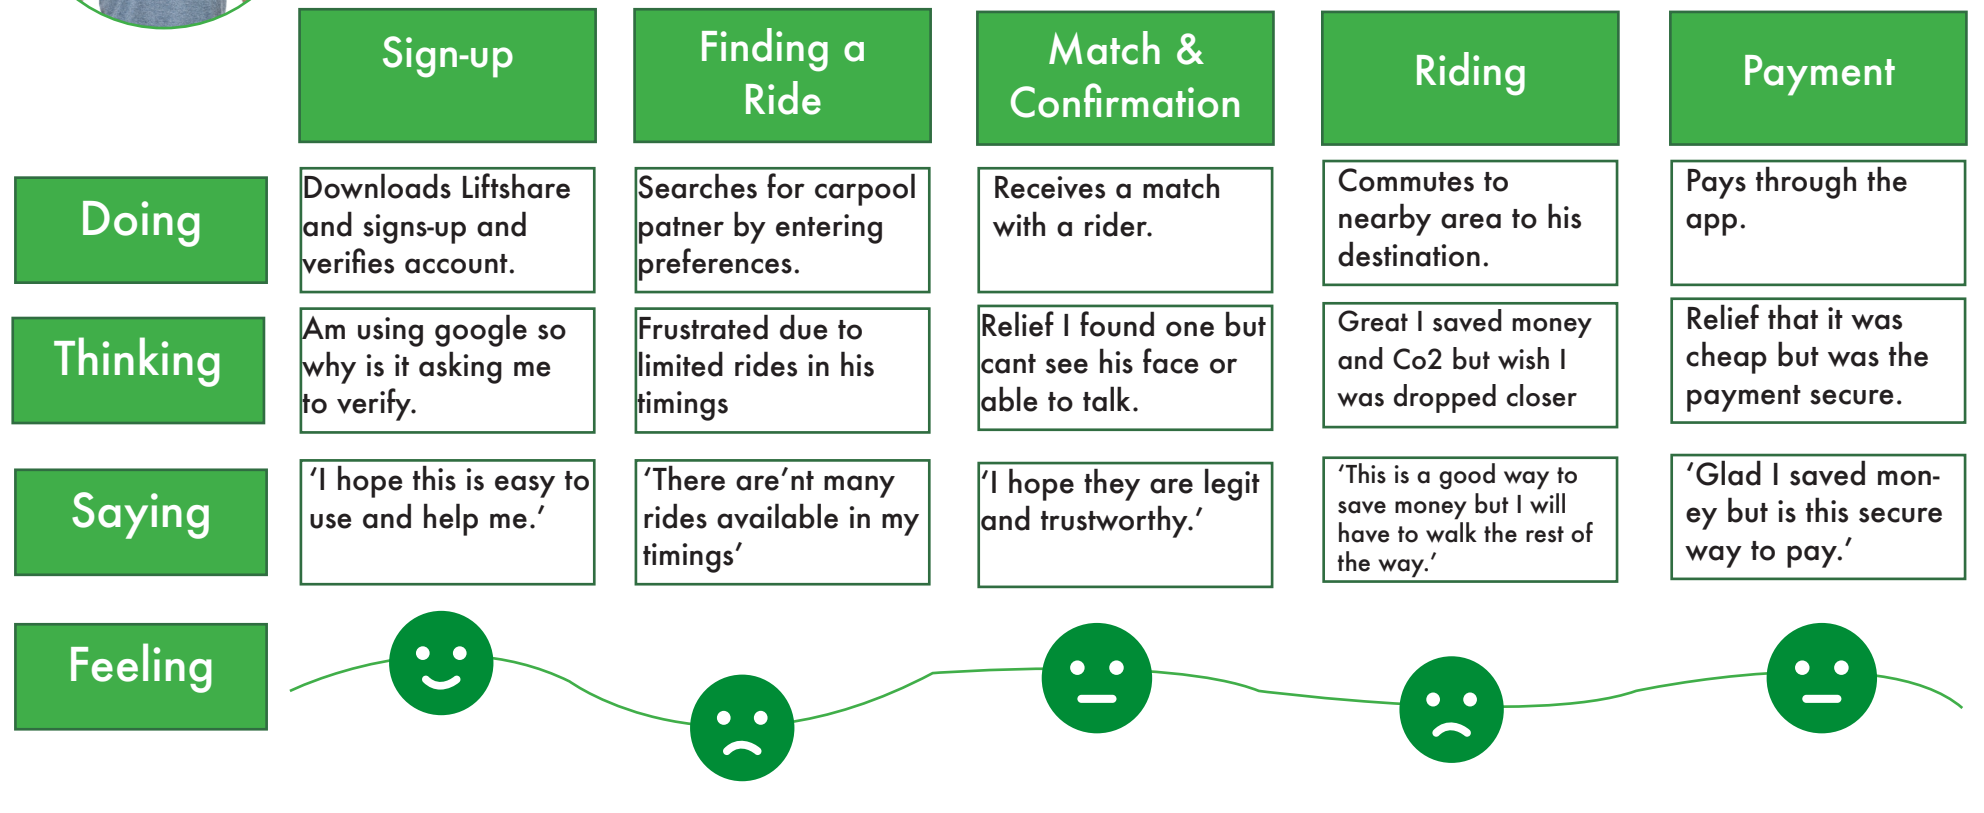 Sign-up
Finding a
Ride
Match &
Confirmation
Riding
Payment
Doing
Downloads Liftshare
and signs-up and
verifies account.
Searches for carpool
patner by entering
preferences.
Receives a match
with a rider.
Commutes to
nearby area to his
destination.
Pays through the
app.
Thinking
Am using google so
why is it asking me
to verify.
Frustrated due to
limited rides in his
timings
Relief I found one but
cant see his face or
able to talk.
Great I saved money
and Co2 but wish I
was dropped closer
Relief that it was
cheap but was the
payment secure.
Saying
‘I hope this is easy to
use and help me.’
‘There are’nt many
rides available in my
timings’
‘I hope they are legit
and trustworthy.’
‘This is a good way to
save money but I will
have to walk the rest of
the way.’
‘Glad I saved mon-
ey but is this secure
way to pay.’
Feeling